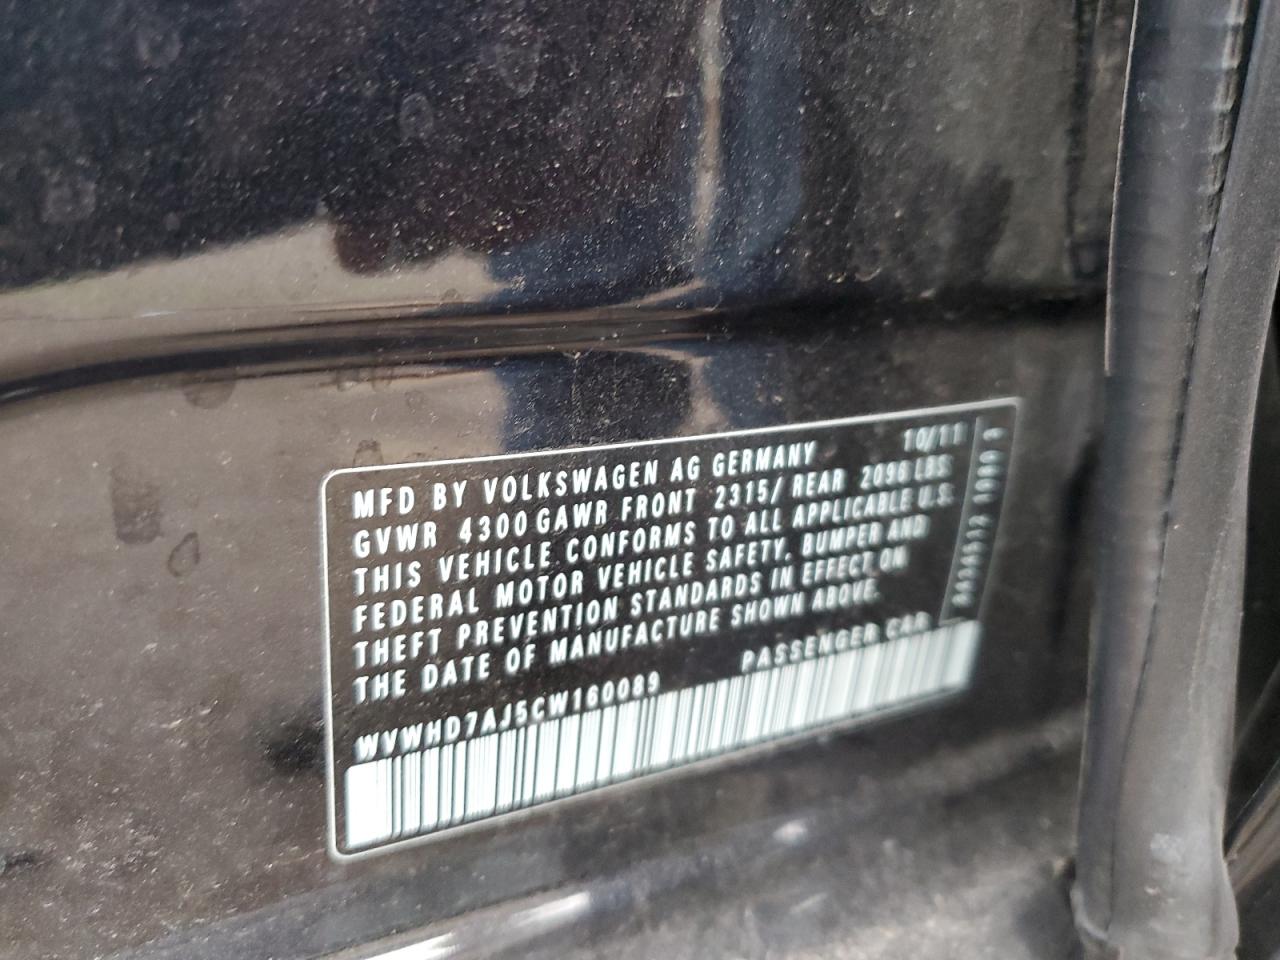 MFD BY VOLKSWAGEN AG GERMANY 10/11
GVWR 4300 GAWR FRONT 2315/ REAR 2096 LBS:
THIS VEHICLE CONFORMS TO ALL APPLICABLE U.S.
FEDERAL MOTOR VEHICLE SAFETY, BUMPER AND
THEFT PREVENTION STANDARDS IN EFFECT ON
THE DATE OF MANUFACTURE SHOWN ABOVE.
WVWHD7AJ5CW160089 PASSENGER CAR